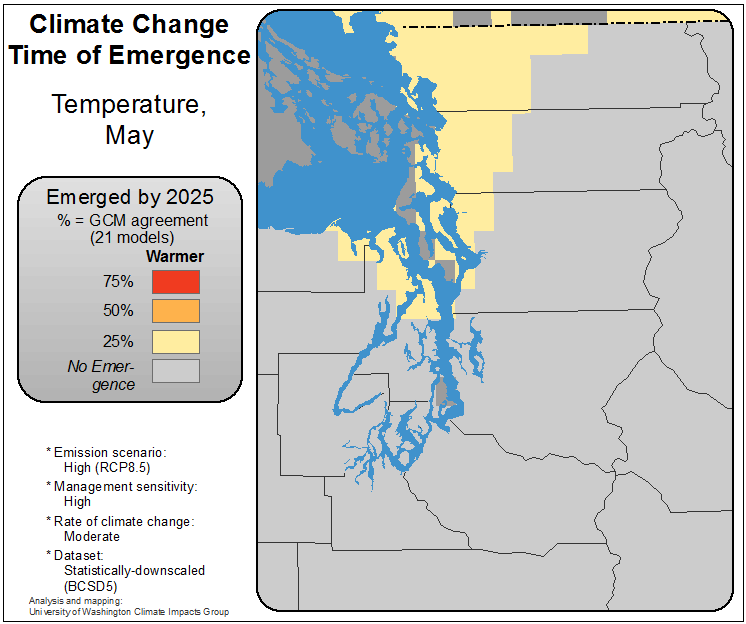 Climate Change
Time of Emergence
Temperature,
May
Emerged by 2025
% = GCM agreement
(21 models)
Warmer
75%
50%
25%
No Emer-
gence
* Emission scenario:
High (RCP8.5)
* Management sensitivity:
High
* Rate of climate change:
Moderate
* Dataset:
Statistically-downscaled
(BCSD5)
Analysis and mapping:
University of Washington Climate Impacts Group